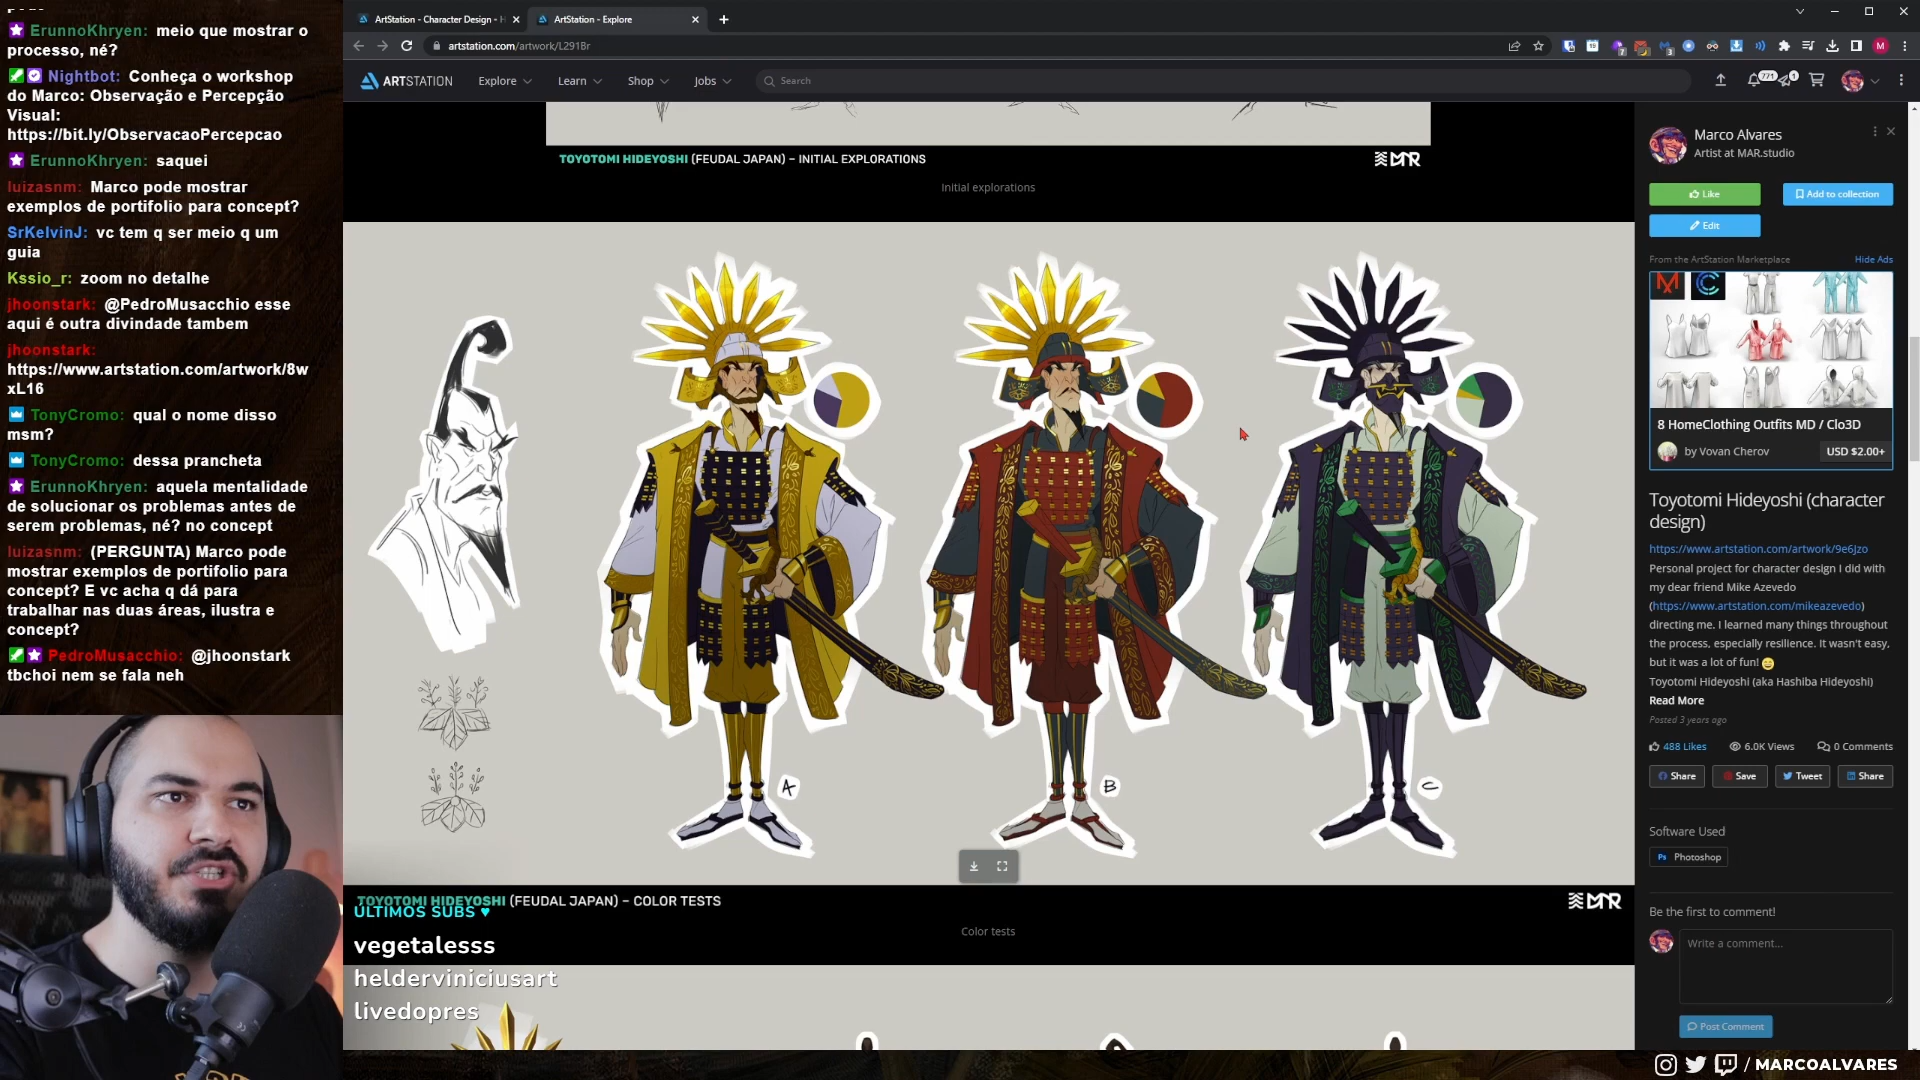 ErunnoKhryen: meio que mostrar o
processo, né?
Nightbot: Conheça o workshop
do Marco: Observação e Percepção
Visual:
https://bit.ly/ObservacaoPercepcao
ErunnoKhryen: saquei
luizasnm: Marco pode mostrar
exemplos de portifolio para concept?
SrKelvinJ: vc tem q ser meio q um
guia
Kssio_r: zoom no detalhe
jhoonstark: @PedroMusacchio esse
aqui é outra divindade tambem
jhoonstark:
https://www.artstation.com/artwork/8w
xL16
TonyCromo: qual o nome disso
msm?
TonyCromo: dessa prancheta
ErunnoKhryen: aquela mentalidade
de solucionar os problemas antes de
serem problemas, né? no concept
luizasnm: (PERGUNTA) Marco pode
mostrar exemplos de portifolio para
concept? E vc acha q dá para
trabalhar nas duas áreas, ilustra e
concept?
PedroMusacchio: @jhoonstark
tbchoi nem se fala neh
ArtStation - Character Design - H
ArtStation - Explore
artstation.com/artwork/L291Br
ARTSTATION
Explore
Learn
Shop
Jobs
Search
771
1
TOYOTOMI HIDEYOSHI (FEUDAL JAPAN) – INITIAL EXPLORATIONS
MAR
Initial explorations
A
B
C
TOYOTOMI HIDEYOSHI (FEUDAL JAPAN) – COLOR TESTS
MAR
Color tests
ÚLTIMOS SUBS ♥
vegetalesss
helderviniciusart
livedopres
Marco Alvares
Artist at MAR.studio
Like
Add to collection
Edit
From the ArtStation Marketplace
Hide Ads
8 HomeClothing Outfits MD / Clo3D
by Vovan Cherov
USD $2.00+
Toyotomi Hideyoshi (character
design)
https://www.artstation.com/artwork/9e6Jzo
Personal project for character design I did with
my dear friend Mike Azevedo
(https://www.artstation.com/mikeazevedo)
directing me. I learned many things throughout
the process, especially resilience. It wasn't easy,
but it was a lot of fun! 😄
Toyotomi Hideyoshi (aka Hashiba Hideyoshi)
Read More
Posted 3 years ago
488 Likes
6.0K Views
0 Comments
Share
Save
Tweet
Share
Software Used
Ps Photoshop
Be the first to comment!
Write a comment...
Post Comment
/ MARCOALVARES